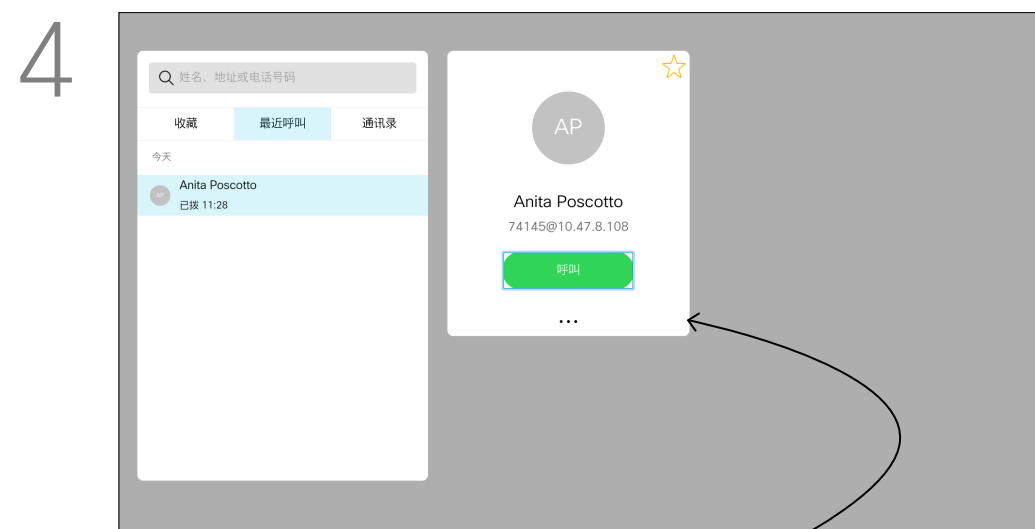 4
姓名、地址或电话号码
收藏 最近呼叫 通讯录
今天
AP
Anita Poscotto
已拨 11:28
AP
Anita Poscotto
74145@10.47.8.108
呼叫
...